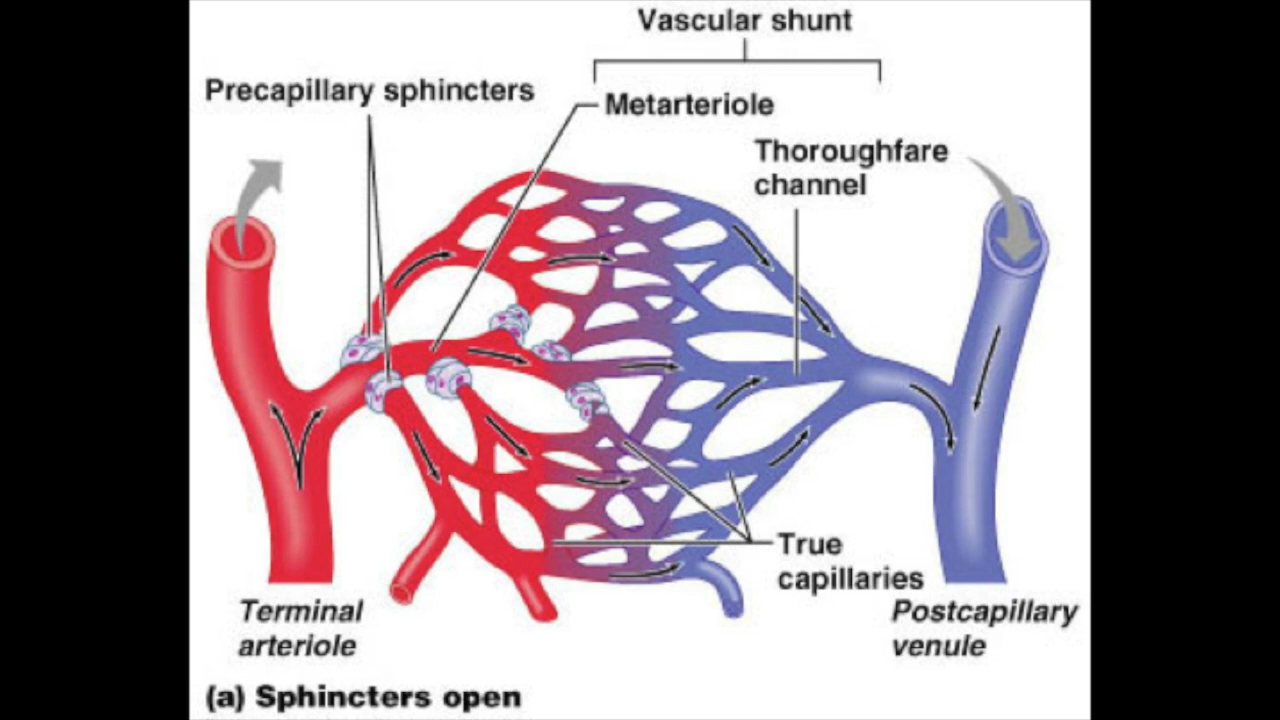 Vascular shunt
Precapillary sphincters
Metarteriole
Thoroughfare
channel
True
capillaries
Terminal
arteriole
Postcapillary
venule
(a) Sphincters open